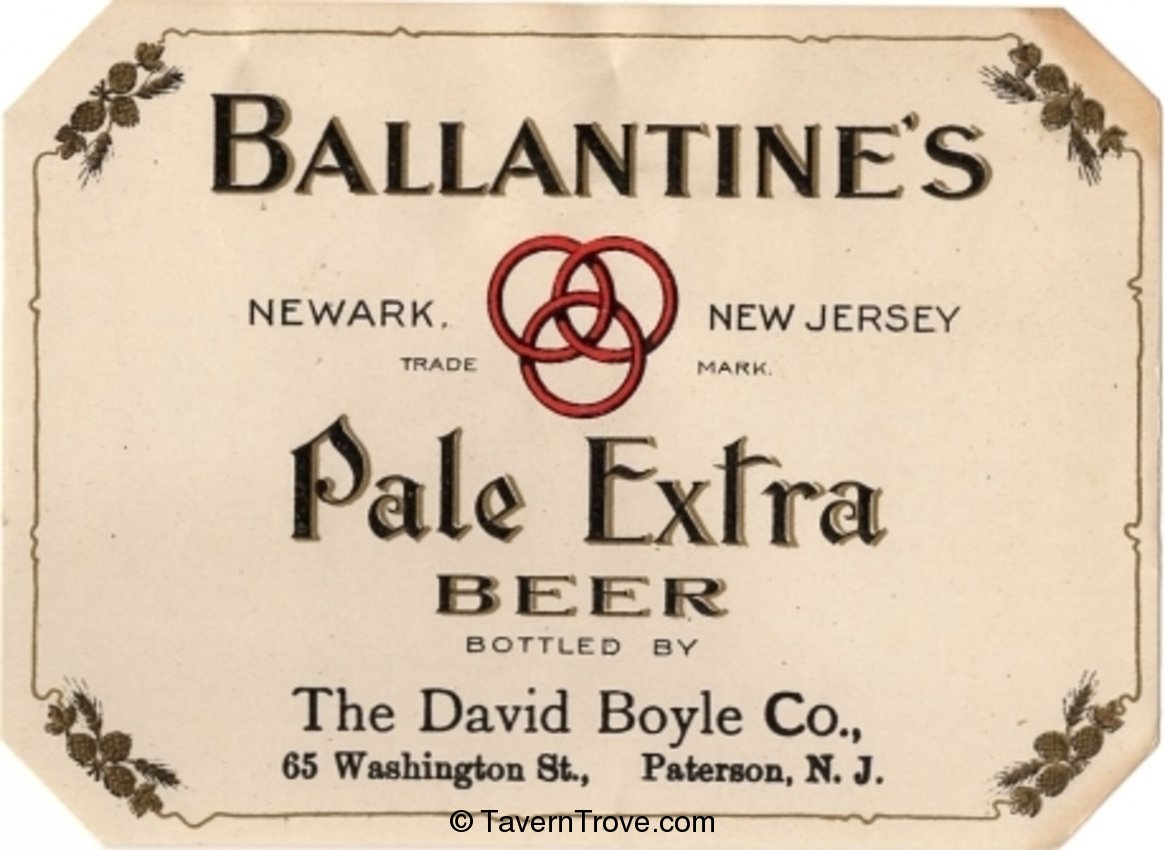 BALLANTINE'S
NEWARK, NEW JERSEY
TRADE MARK.
Pale Extra
BEER
BOTTLED BY
The David Boyle Co.,
65 Washington St., Paterson, N. J.
© TavernTrove.com